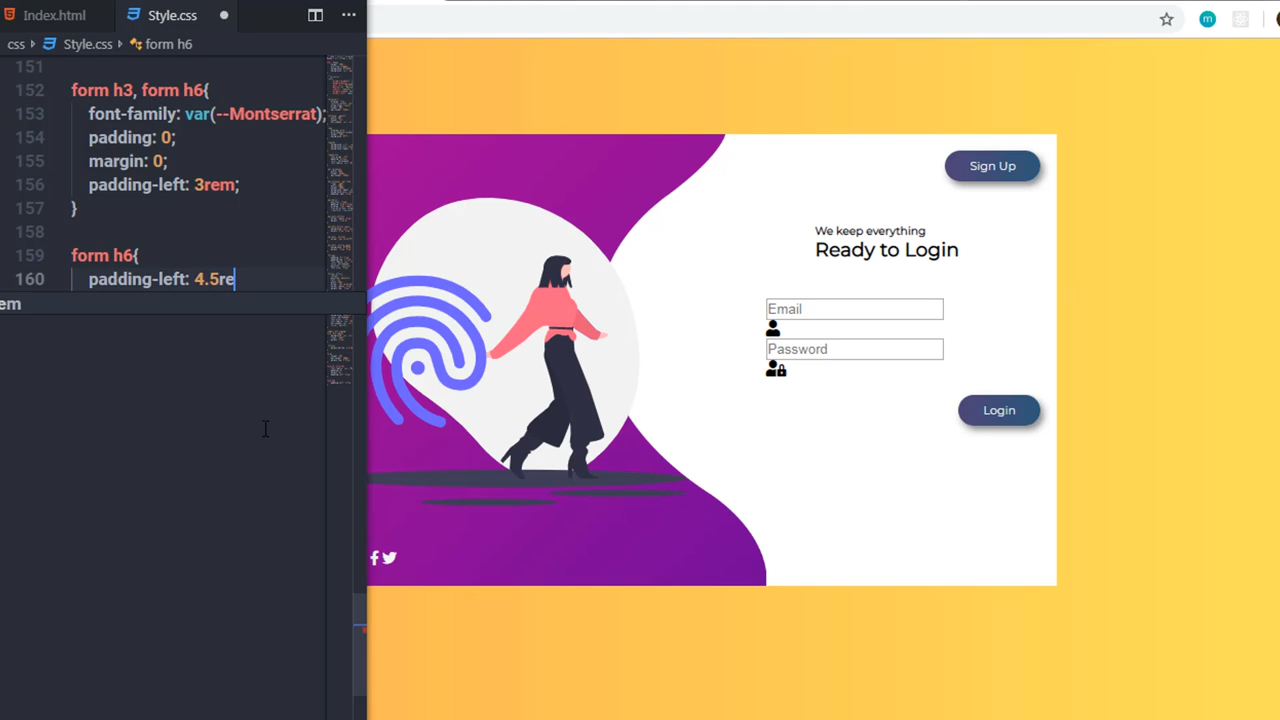 Index.html
Style.css
css
Style.css
form h6
151
152 form h3, form h6{
153 font-family: var(--Montserrat);
154 padding: 0;
155 margin: 0;
156 padding-left: 3rem;
157 }
158
159 form h6{
160 padding-left: 4.5re
em
m
Sign Up
We keep everything
Ready to Login
Email
Password
Login